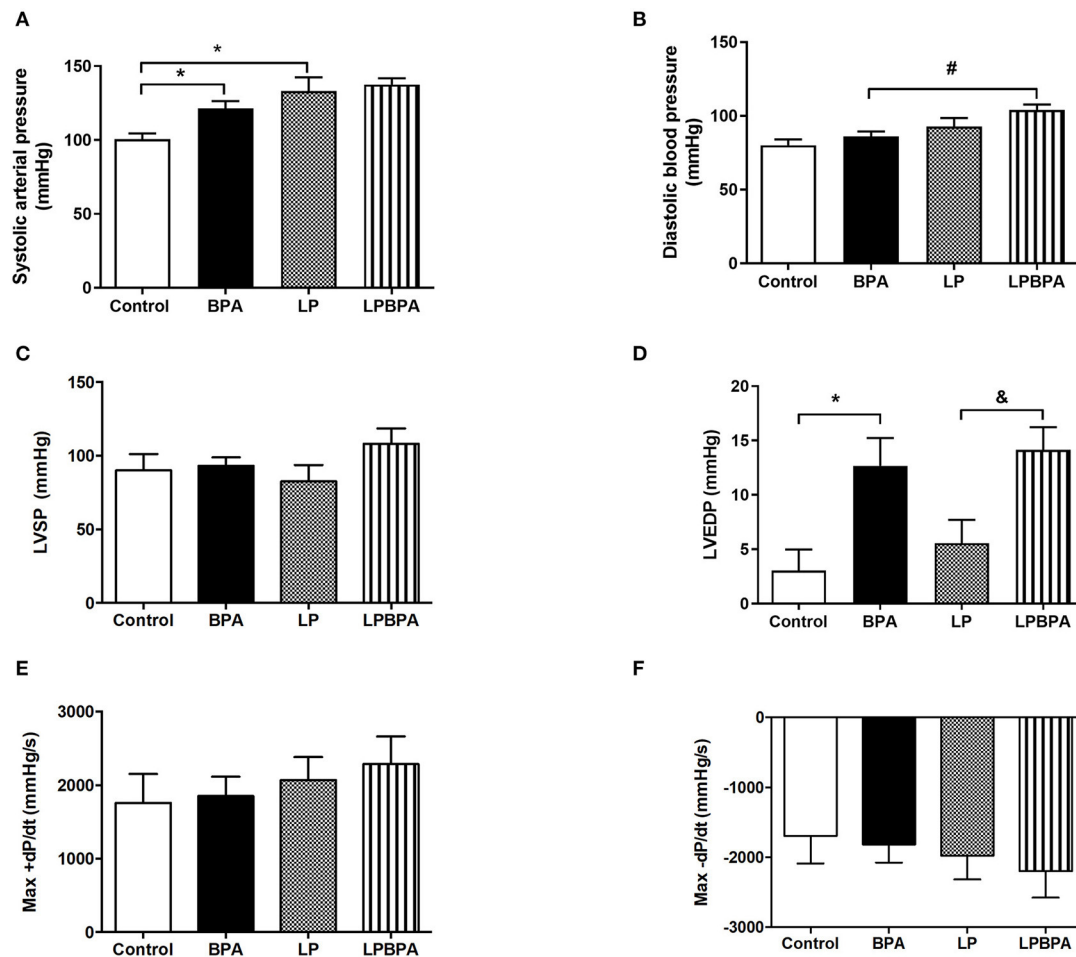 A
Systolic arterial pressure
(mmHg)
150
100
50
0
*
*
Control BPA LP LPBPA
B
Diastolic blood pressure
(mmHg)
150
100
50
0
#
Control BPA LP LPBPA
C
LVSP (mmHg)
150
100
50
0
Control BPA LP LPBPA
D
LVEDP (mmHg)
20
15
10
5
0
*
&
Control BPA LP LPBPA
E
Max +dP/dt (mmHg/s)
3000
2000
1000
0
Control BPA LP LPBPA
F
Max -dP/dt (mmHg/s)
0
-1000
-2000
-3000
Control BPA LP LPBPA